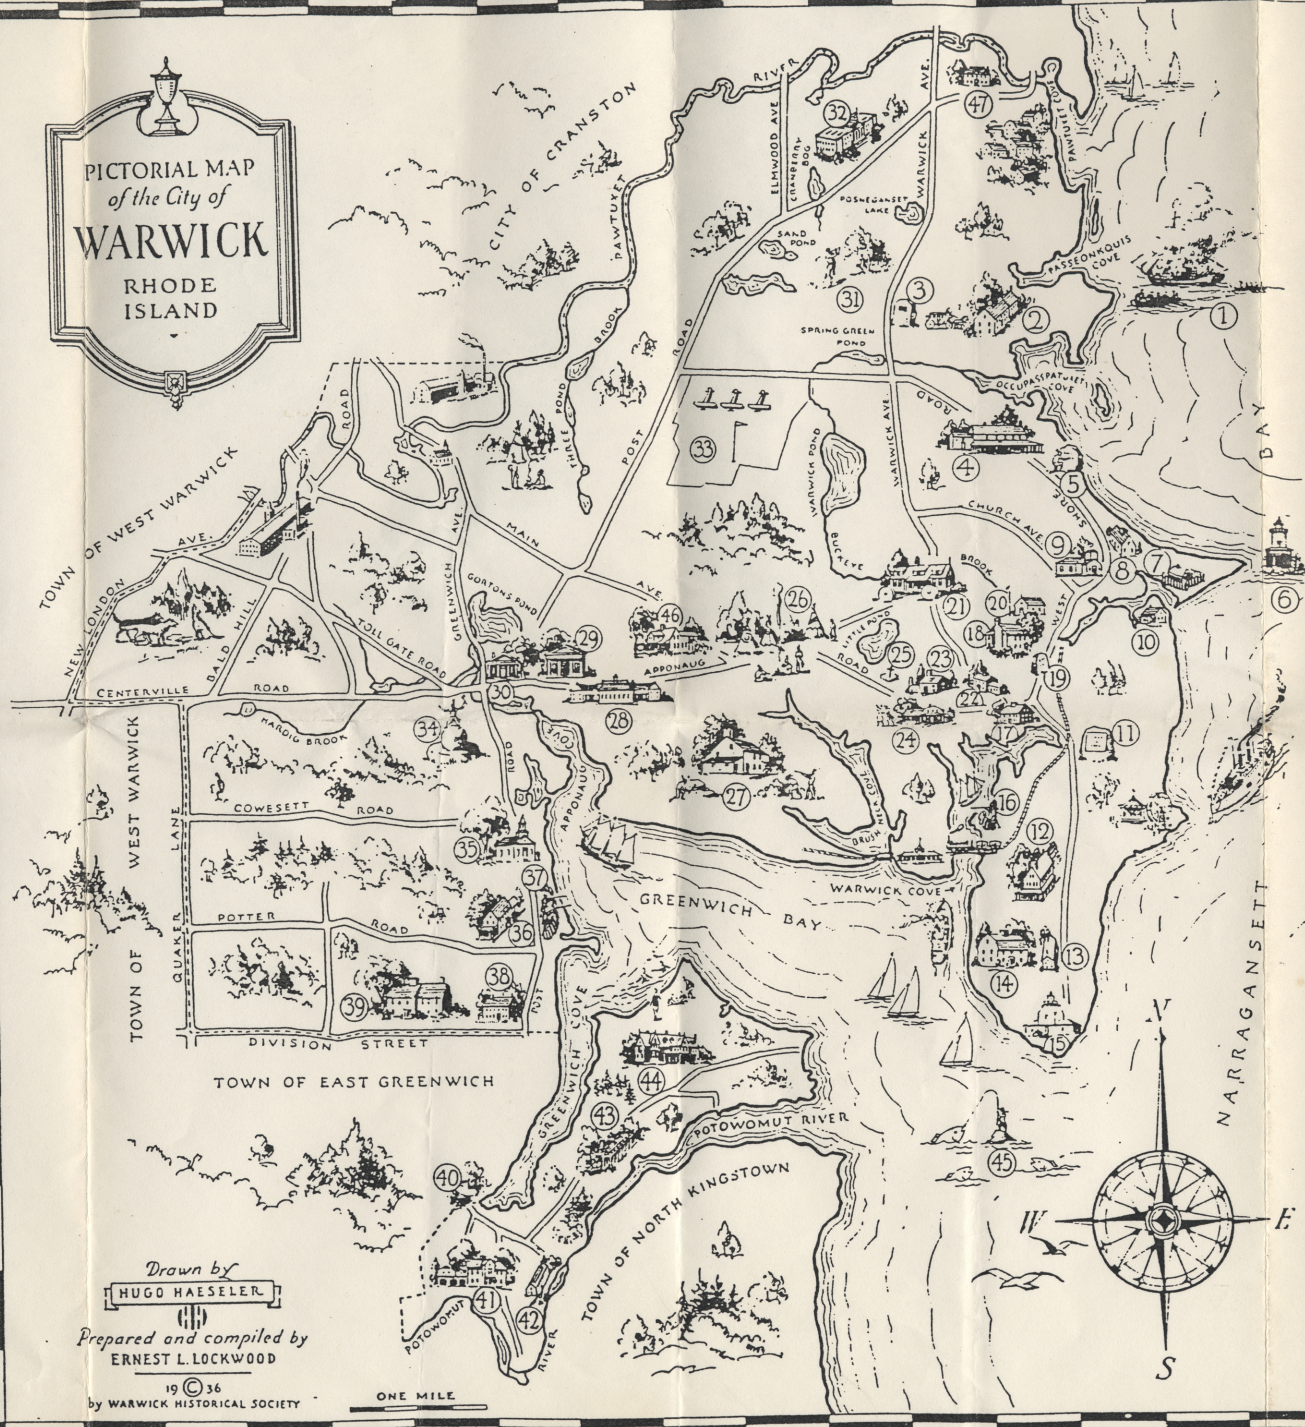 PICTORIAL MAP
of the City of
WARWICK
RHODE
ISLAND
CITY OF CRANSTON
PAWTUXET
RIVER
ELMWOOD AVE
CRANBERRY
BOG
WARWICK
AVE.
32
47
PAWTUXET COVE
POSNEGANSET
LAKE
SAND
POND
31
3
2
PASSEONKQUIS
COVE
1
SPRING GREEN
POND
OCCUPASPATUXET
COVE
ROAD
BROOK
THREE POND
POST
ROAD
33
WARWICK POND
WARWICK AVE.
4
5
SHORE
BAY
TOWN OF WEST WARWICK
ROAD
AVE.
NEW LONDON
BALD HILL
TOLL GATE ROAD
GREENWICH
AVE.
MAIN
AVE.
GORTONS POND
CHURCH AVE.
BUCKEYE
BROOK
9
8
7
6
10
WEST
21
20
18
19
26
LITTLE POND
ROAD
25
23
22
24
17
46
29
30
28
APPONAUG
CENTERVILLE
ROAD
HARDIG BROOK
34
ROAD
27
11
16
12
13
14
15
BRUSH NECK COVE
WARWICK COVE
APPONAUG
GREENWICH BAY
COWESETT
ROAD
35
37
36
38
39
POTTER
ROAD
QUAKER
LANE
TOWN OF
WEST WARWICK
DIVISION STREET
POST
TOWN OF EAST GREENWICH
GREENWICH COVE
44
43
POTOWOMUT RIVER
TOWN OF NORTH KINGSTOWN
40
41
42
POTOWOMUT
RIVER
45
NARRAGANSETT
N
W
E
S
Drawn by
HUGO HAESELER
Prepared and compiled by
ERNEST L. LOCKWOOD
19 © 36
by WARWICK HISTORICAL SOCIETY
ONE MILE